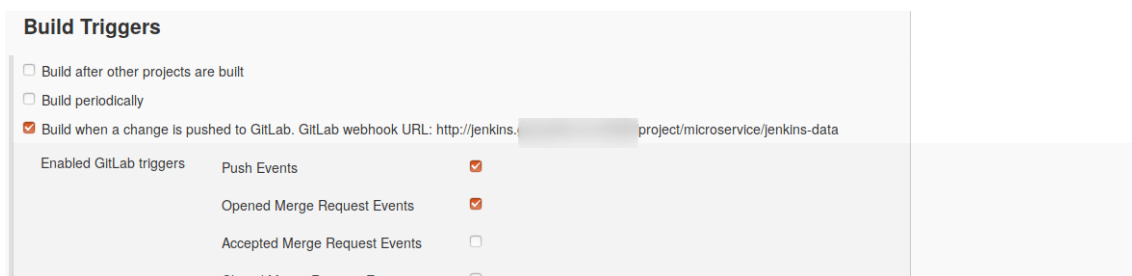 Build Triggers
Build after other projects are built
Build periodically
Build when a change is pushed to GitLab. GitLab webhook URL: http://jenkins. project/microservice/jenkins-data
Enabled GitLab triggers
Push Events
Opened Merge Request Events
Accepted Merge Request Events